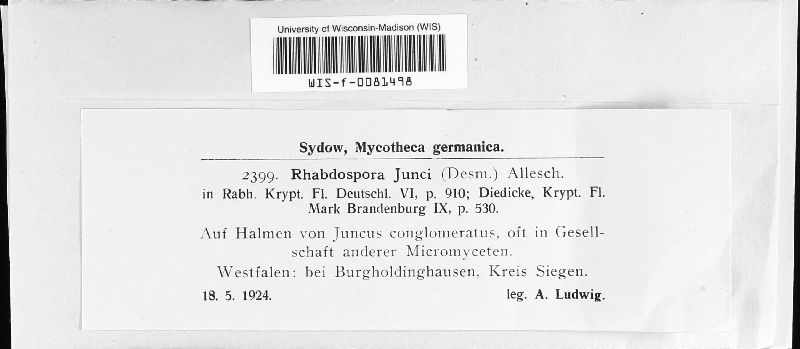 University of Wisconsin-Madison (WIS)
WIS-f-0081498
Sydow, Mycotheca germanica.
2399. Rhabdospora Junci (Desm.) Allesch.
in Rabh. Krypt. Fl. Deutschl. VI, p. 910; Diedicke, Krypt. Fl.
Mark Brandenburg IX, p. 530.
Auf Halmen von Juncus conglomeratus, oft in Gesell-
schaft anderer Micromyceten.
Westfalen: bei Burgholdinghausen, Kreis Siegen.
18. 5. 1924. leg. A. Ludwig.